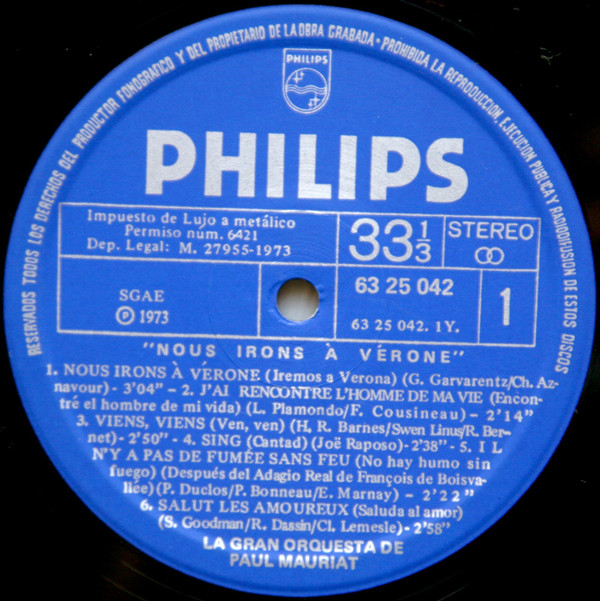 RESERVADOS TODOS LOS DERECHOS DEL PRODUCTOR FONOGRAFICO Y DEL PROPIETARIO DE LA OBRA GRABADA · PROHIBIDA LA REPRODUCCION, EJECUCION PUBLICA Y RADIODIFUSION DE ESTOS DISCOS
PHILIPS
PHILIPS
Impuesto de Lujo a metálico
Permiso núm. 6421
Dep. Legal: M. 27955-1973
33 1/3
STEREO
SGAE
Ⓟ 1973
63 25 042
63 25 042. 1Y.
1
"NOUS IRONS À VÉRONE"
1. NOUS IRONS À VÉRONE (Iremos a Verona) (G. Garvarentz/Ch. Az-
navour) - 3'04" - 2. J'AI RENCONTRE L'HOMME DE MA VIE (Encon-
tré el hombre de mi vida) (L. Plamondo/F. Cousineau) - 2'14"
3. VIENS, VIENS (Ven, ven) (H. R. Barnes/Swen Linus/R. Ber-
net) - 2'50" - 4. SING (Cantad) (Joë Raposo) - 2'38" - 5. IL
N'Y A PAS DE FUMÉE SANS FEU (No hay humo sin
fuego) (Después del Adagio Real de François de Boisva-
llée) (P. Duclos/P. Bonneau/E. Marnay) - 2'22"
6. SALUT LES AMOUREUX (Saluda al amor)
(S. Goodman/R. Dassin/Cl. Lemesle) - 2'58"
LA GRAN ORQUESTA DE
PAUL MAURIAT